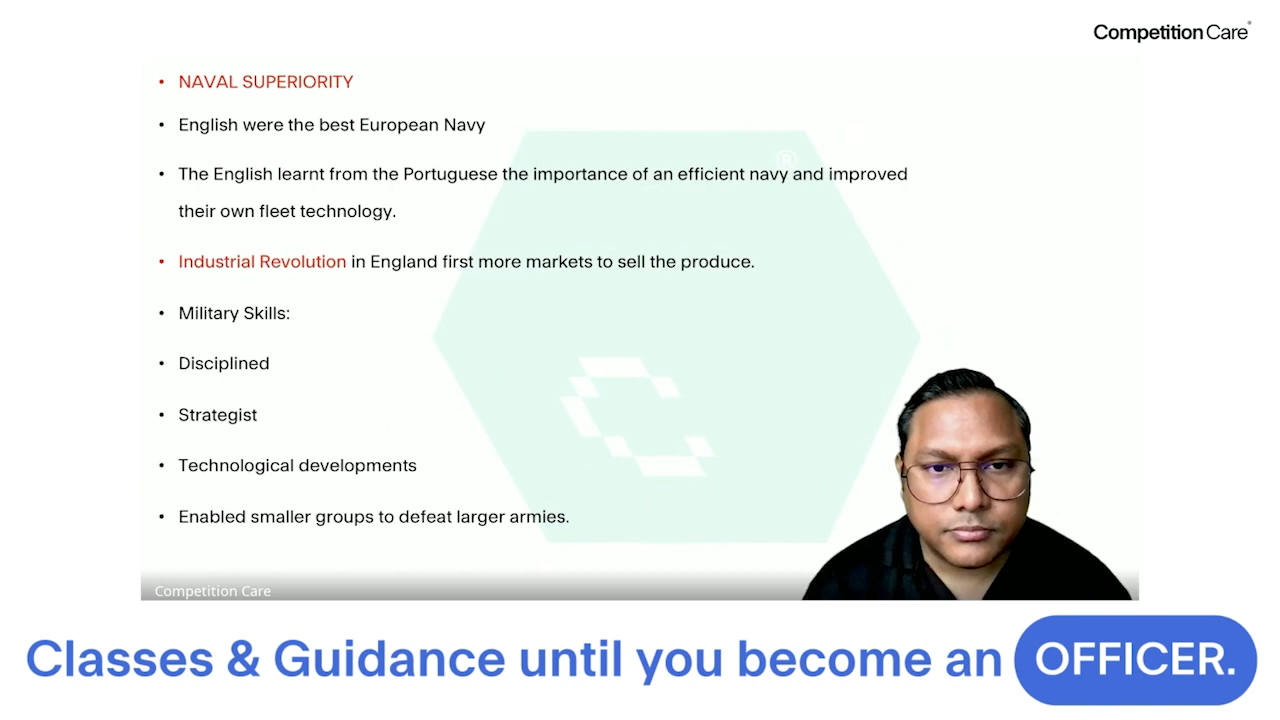 Competition Care®
• NAVAL SUPERIORITY
• English were the best European Navy
• The English learnt from the Portuguese the importance of an efficient navy and improved
their own fleet technology.
• Industrial Revolution in England first more markets to sell the produce.
• Military Skills:
• Disciplined
• Strategist
• Technological developments
• Enabled smaller groups to defeat larger armies.
®
Competition Care
Classes & Guidance until you become an OFFICER.